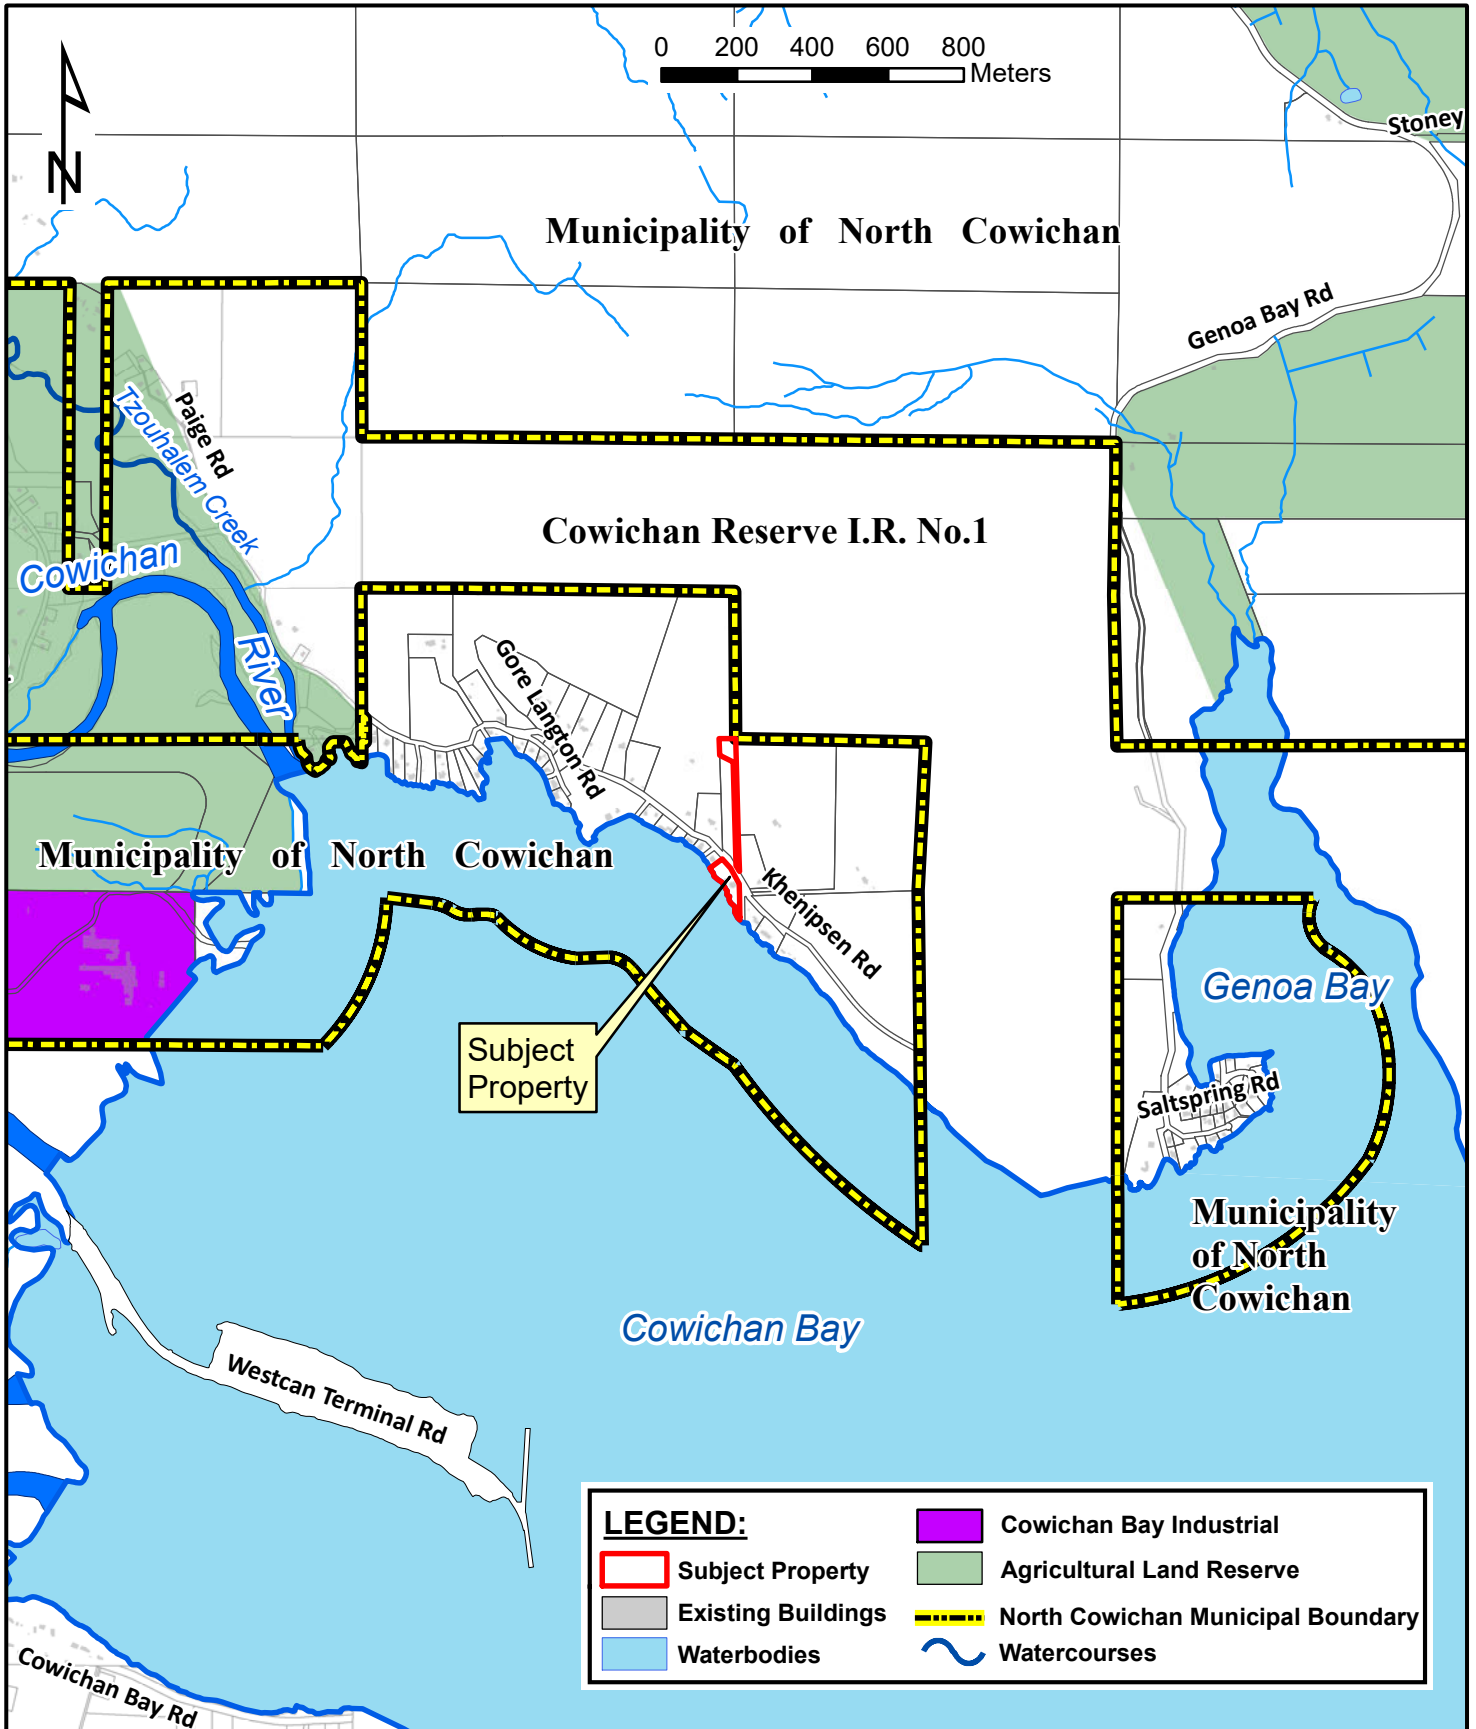 0 200 400 600 800
Meters
N
Stoney
Municipality of North Cowichan
Genoa Bay Rd
Paige Rd
Tzouhalem Creek
Cowichan Reserve I.R. No.1
Cowichan
River
Gore Langton Rd
Municipality of North Cowichan
Khenipsen Rd
Genoa Bay
Subject
Property
Saltspring Rd
Municipality
of North
Cowichan
Cowichan Bay
Westcan Terminal Rd
LEGEND:
Subject Property
Existing Buildings
Waterbodies
Cowichan Bay Industrial
Agricultural Land Reserve
North Cowichan Municipal Boundary
Watercourses
Cowichan Bay Rd